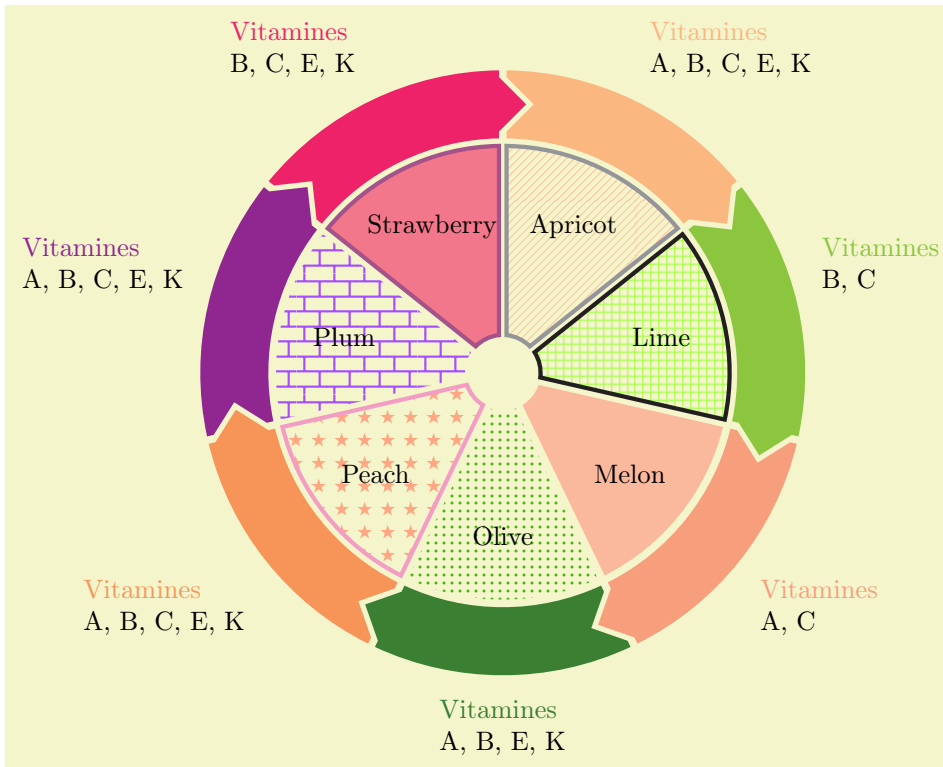 Vitamines
B, C, E, K
Vitamines
A, B, C, E, K
Strawberry
Apricot
Vitamines
A, B, C, E, K
Vitamines
B, C
Plum
Lime
Peach
Melon
Olive
Vitamines
A, B, C, E, K
Vitamines
A, C
Vitamines
A, B, E, K